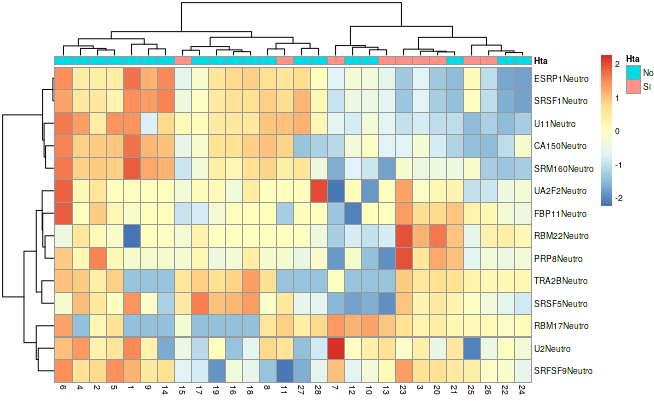 Hta
ESRP1Neutro
SRSF1Neutro
U11Neutro
CA150Neutro
SRM160Neutro
UA2F2Neutro
FBP11Neutro
RBM22Neutro
PRP8Neutro
TRA2BNeutro
SRSF5Neutro
RBM17Neutro
U2Neutro
SRFSF9Neutro
2
1
0
-1
-2
Hta
No
SI
6 4 2 5 1 9 14 15 17 19 16 18 8 11 27 28 7 12 10 13 23 3 20 21 25 26 22 24